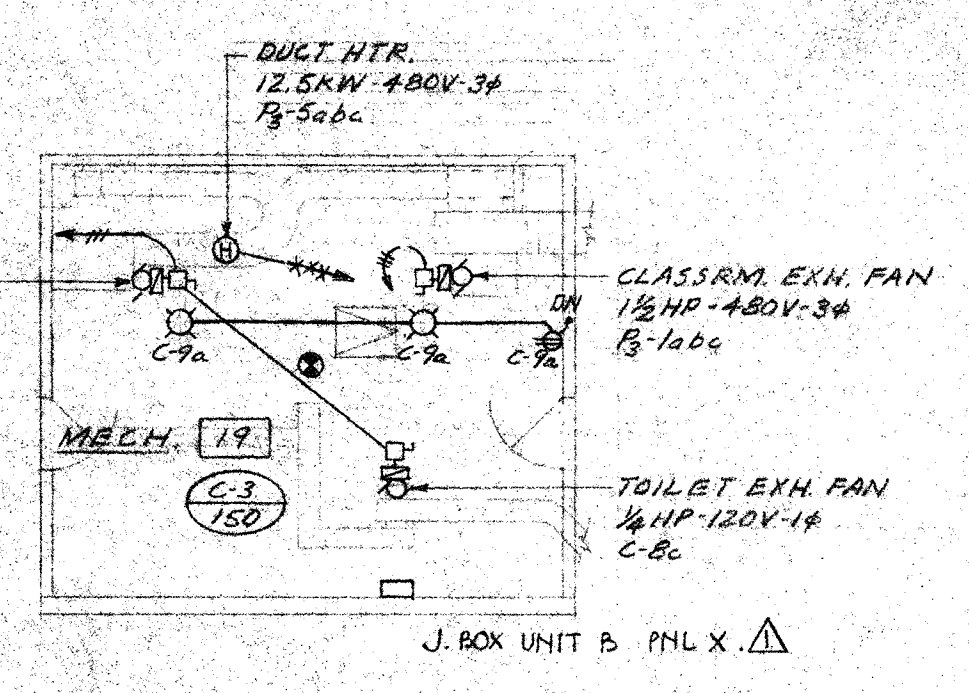 DUCT HTR.
12.5KW-480V-3φ
P3-5abc
H
CLASSRM. EXH. FAN
1½HP-480V-3φ
P3-1abc
DN
C-9a
C-9a
C-9a
MECH. 19
C-3
150
TOILET EXH. FAN
¼HP-120V-1φ
C-8c
J. BOX UNIT B PNL X. 1